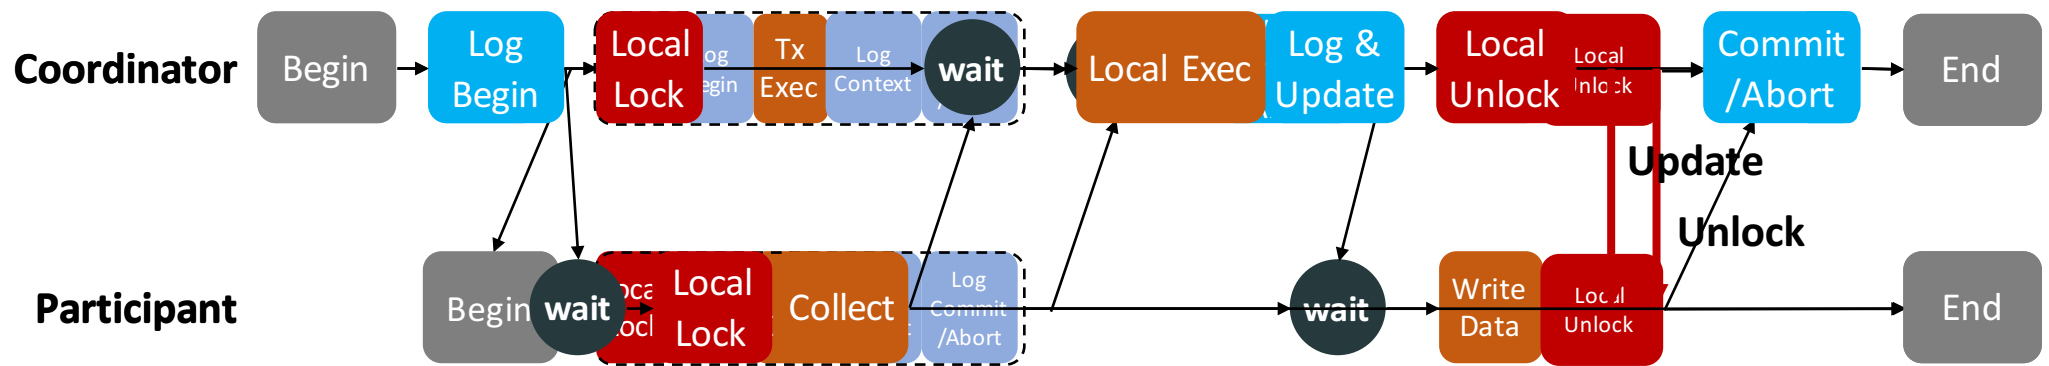 Coordinator
Begin
Log
Begin
Local
Lock
Tx
Exec
Log
Context
wait
Local Exec
Log &
Update
Local
Unlock
Local
Commit
/Abort
End
Update
Unlock
Participant
Begin
wait
Local
Lock
Collect
Log
Commit
/Abort
wait
Write
Data
Local
Unlock
End